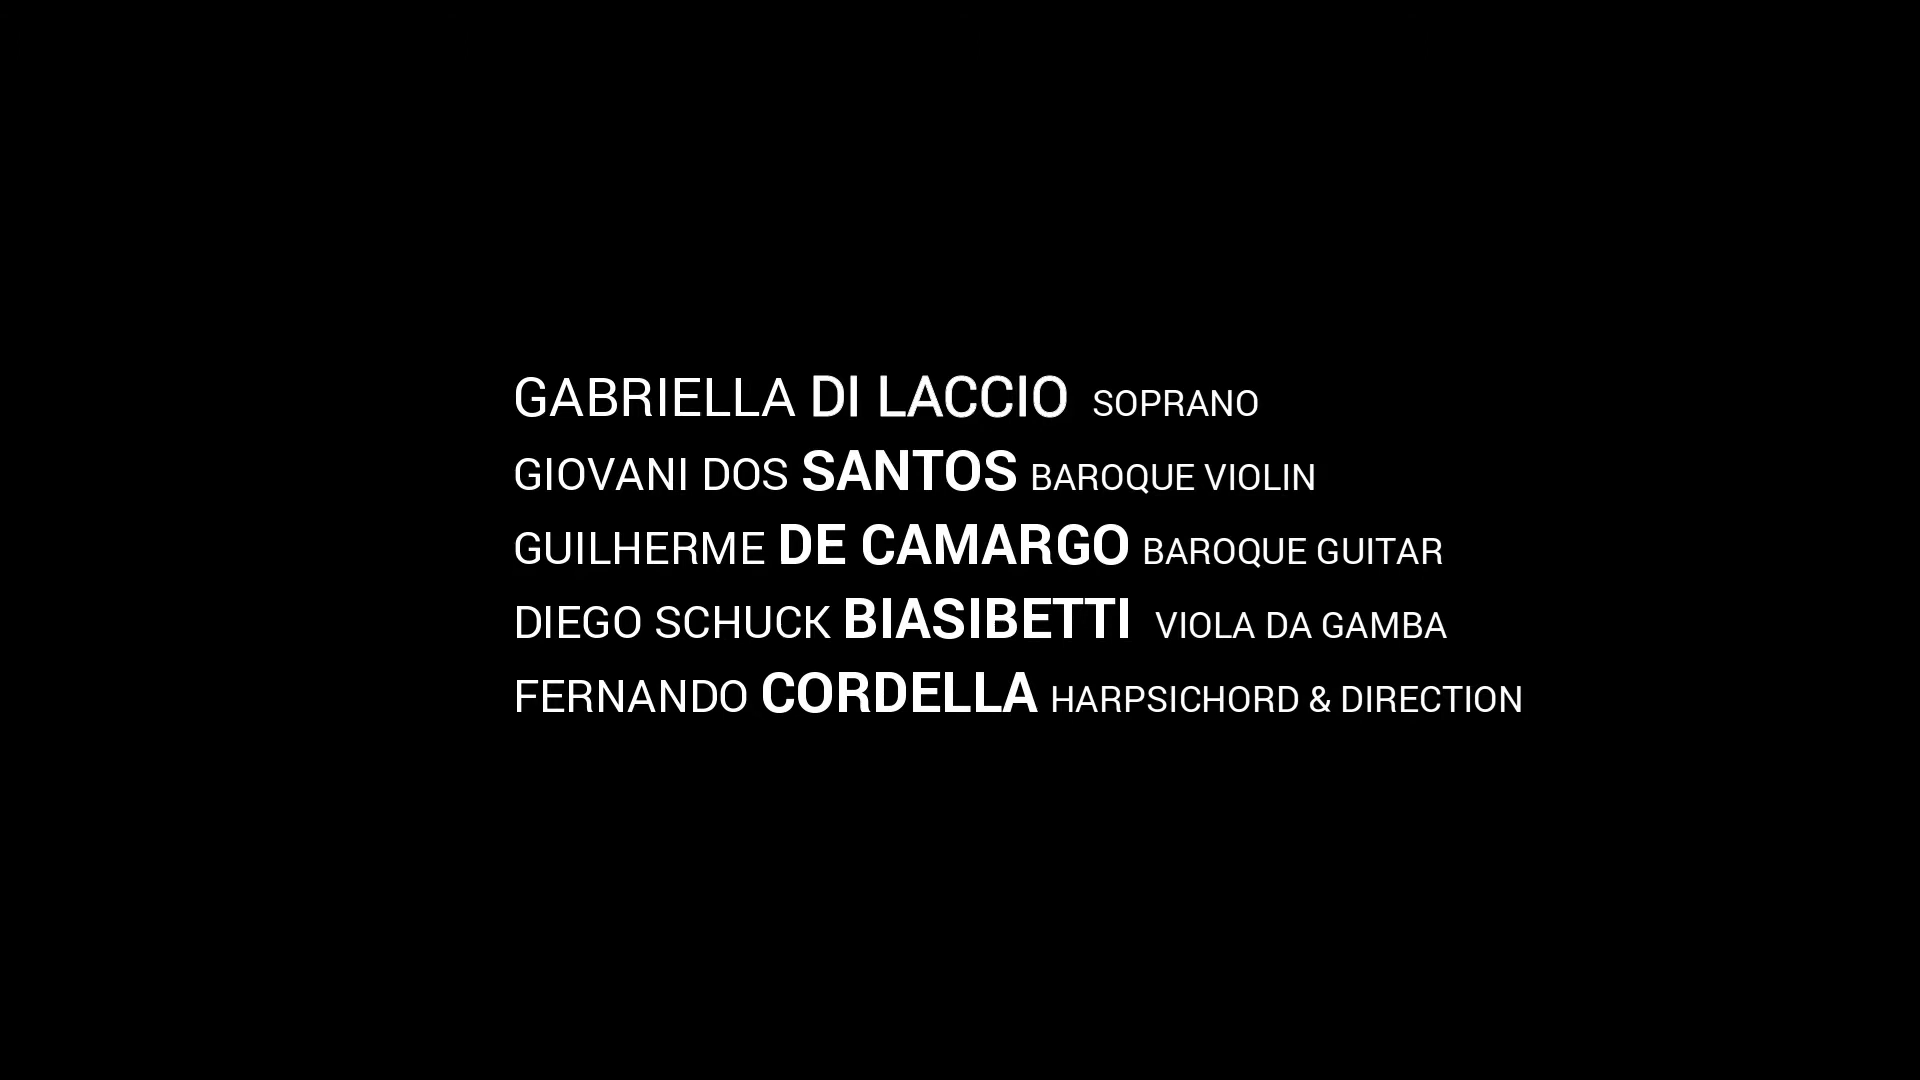 GABRIELLA DI LACCIO SOPRANO
GIOVANI DOS SANTOS BAROQUE VIOLIN
GUILHERME DE CAMARGO BAROQUE GUITAR
DIEGO SCHUCK BIASIBETTI VIOLA DA GAMBA
FERNANDO CORDELLA HARPSICHORD & DIRECTION